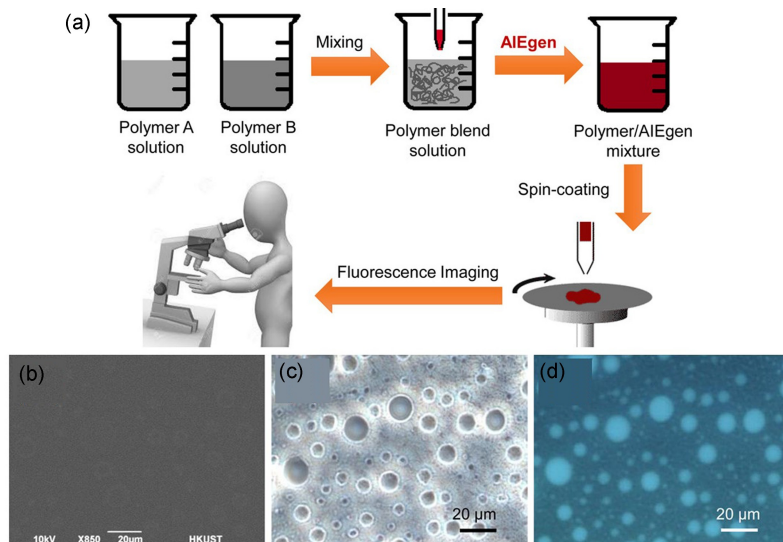 (a)
Mixing
AIEgen
Polymer A
solution
Polymer B
solution
Polymer blend
solution
Polymer/AIEgen
mixture
Spin-coating
Fluorescence Imaging
(b)
10kV X850 20µm HKUST
(c)
20 µm
(d)
20 µm